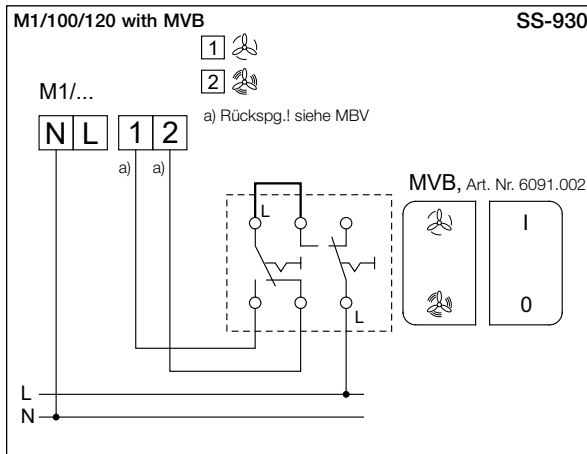 M1/100/120 with MVB
SS-930
1
2
M1/...
a) Rückspg.! siehe MBV
N L 1 2
a) a)
MVB, Art. Nr. 6091.002
L
I
0
L
L
N